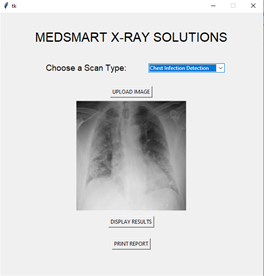 tk
MEDSMART X-RAY SOLUTIONS
Choose a Scan Type: Chest Infection Detection
UPLOAD IMAGE
DISPLAY RESULTS
PRINT REPORT